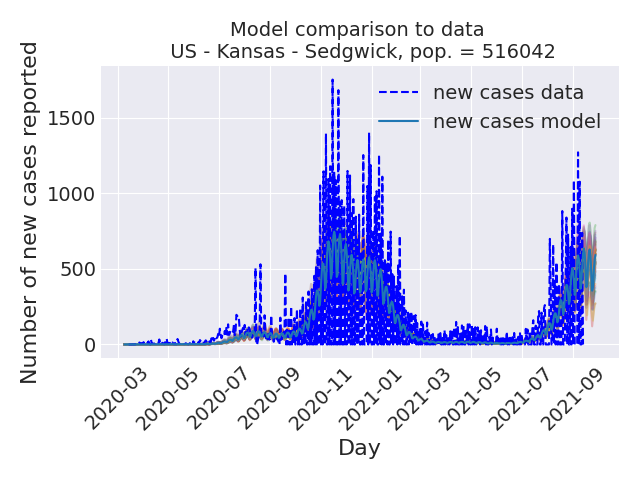 Model comparison to data
US - Kansas - Sedgwick, pop. = 516042
Number of new cases reported
1500
1000
500
0
new cases data
new cases model
2020-03
2020-05
2020-07
2020-09
2020-11
2021-01
2021-03
2021-05
2021-07
2021-09
Day